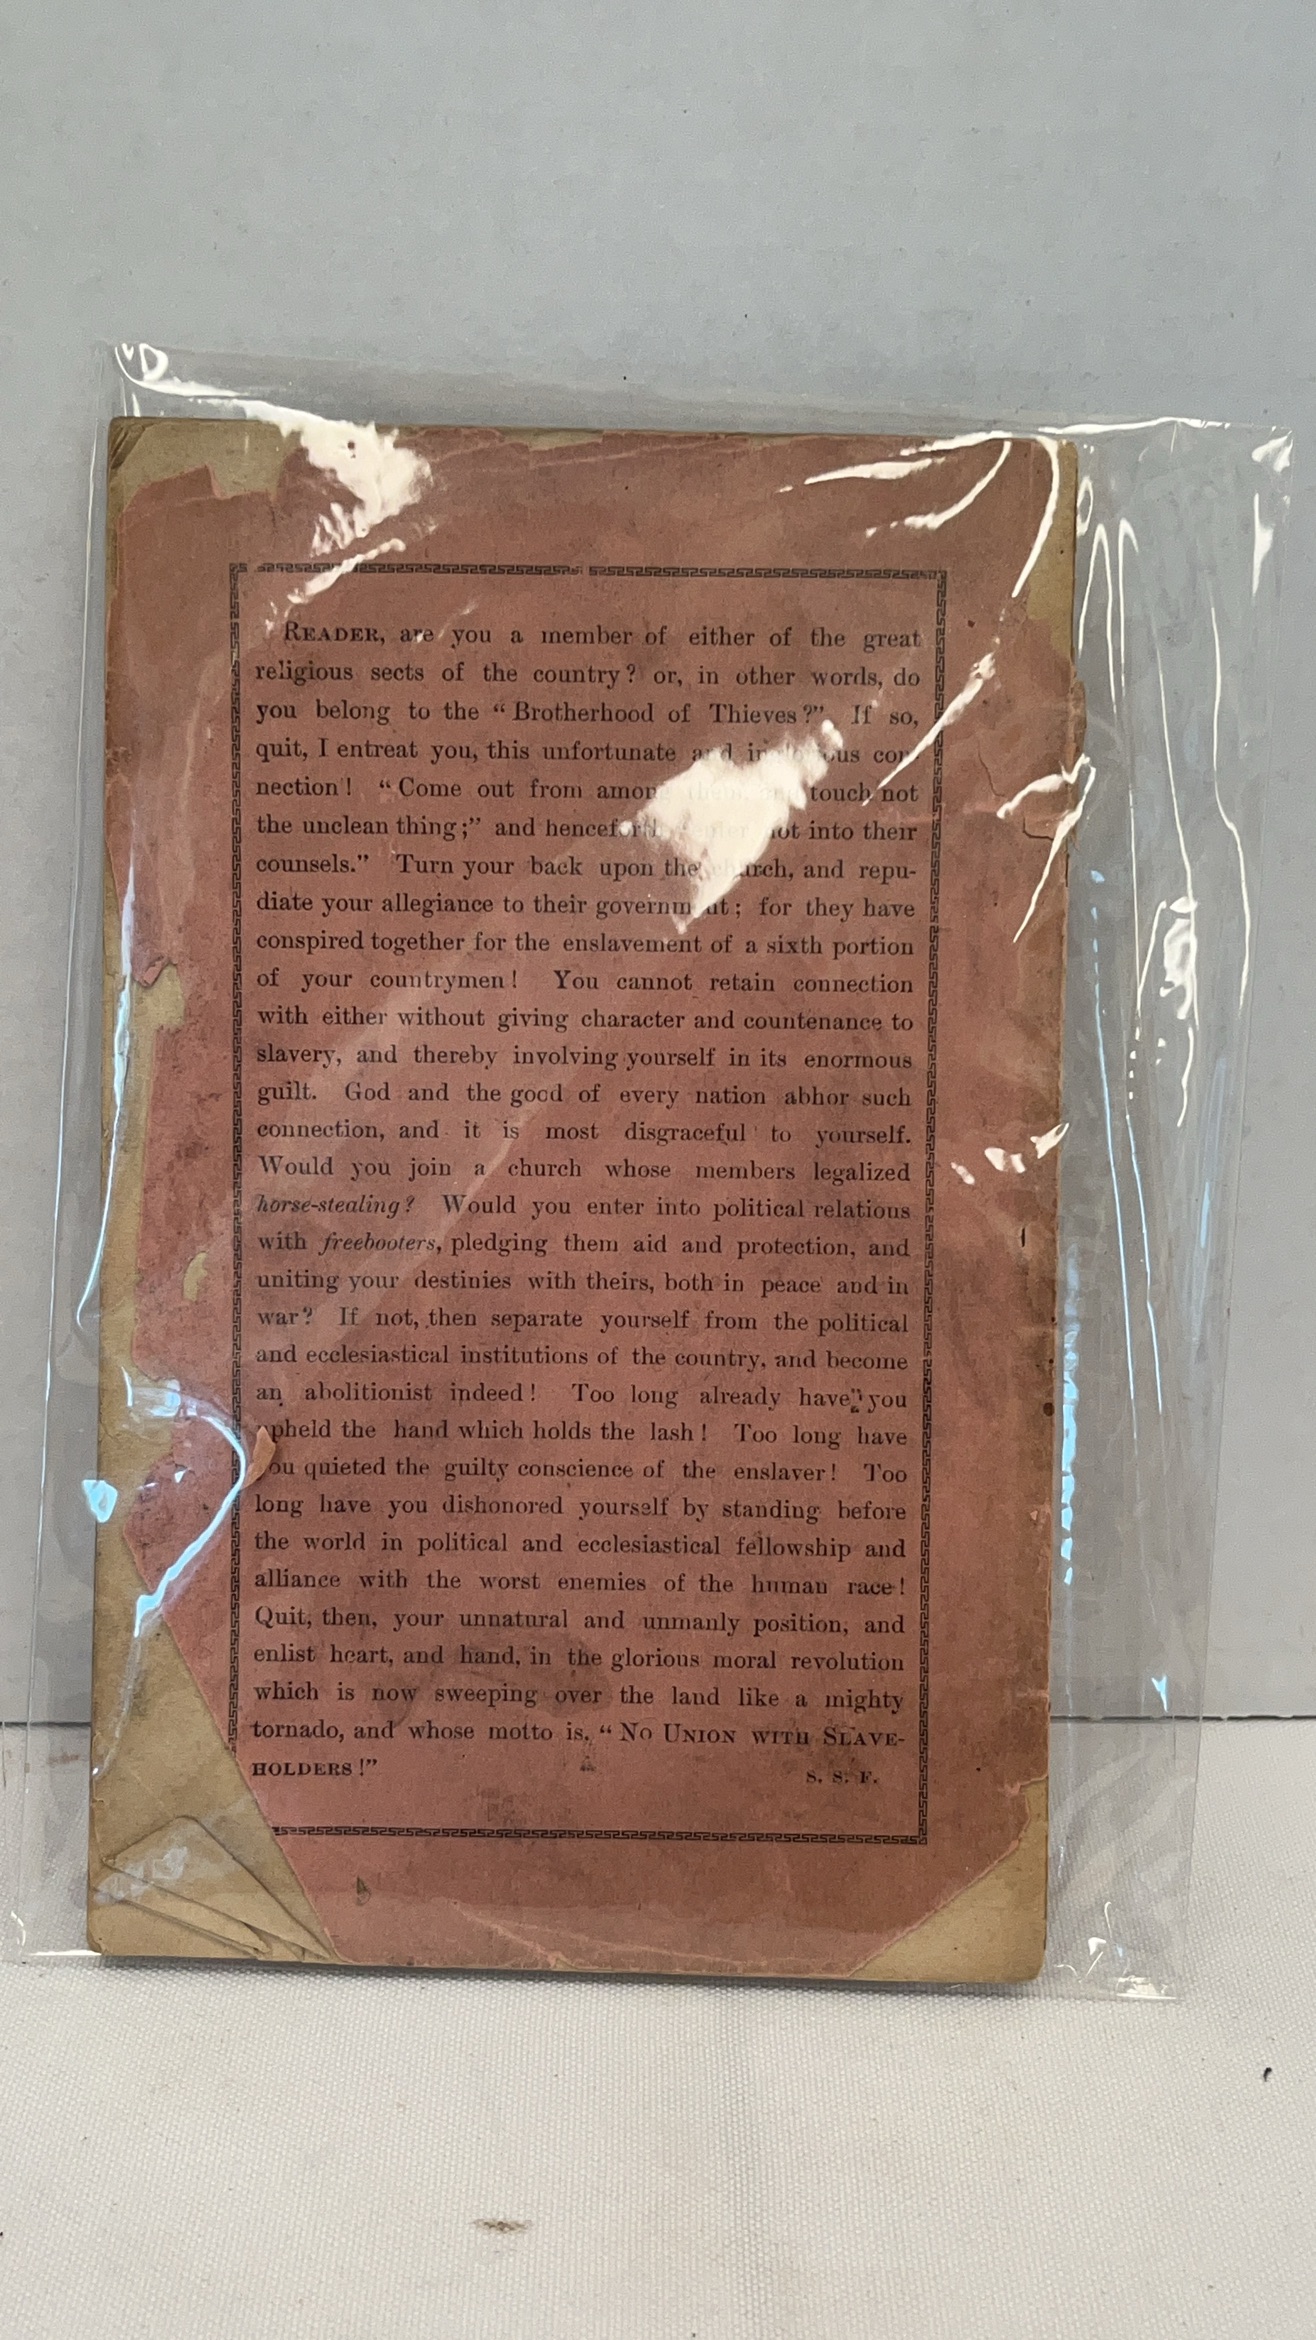 READER, are you a member of either of the great
religious sects of the country? or, in other words, do
you belong to the “Brotherhood of Thieves?” If so,
quit, I entreat you, this unfortunate and
nection! “Come out from among them, and touch not
the unclean thing;” and henceforth “enter not into their
counsels.” Turn your back upon the church, and repu-
diate your allegiance to their government; for they have
conspired together for the enslavement of a sixth portion
of your countrymen! You cannot retain connection
with either without giving character and countenance to
slavery, and thereby involving yourself in its enormous
guilt. God and the good of every nation abhor such
connection, and it is most disgraceful to yourself.
Would you join a church whose members legalized
horse-stealing? Would you enter into political relations
with freebooters, pledging them aid and protection, and
uniting your destinies with theirs, both in peace and in
war? If not, then separate yourself from the political
and ecclesiastical institutions of the country, and become
an abolitionist indeed! Too long already have you
upheld the hand which holds the lash! Too long have
you quieted the guilty conscience of the enslaver! Too
long have you dishonored yourself by standing before
the world in political and ecclesiastical fellowship and
alliance with the worst enemies of the human race!
Quit, then, your unnatural and unmanly position, and
enlist heart, and hand, in the glorious moral revolution
which is now sweeping over the land like a mighty
tornado, and whose motto is, “NO UNION WITH SLAVE-
HOLDERS!” S. S. F.